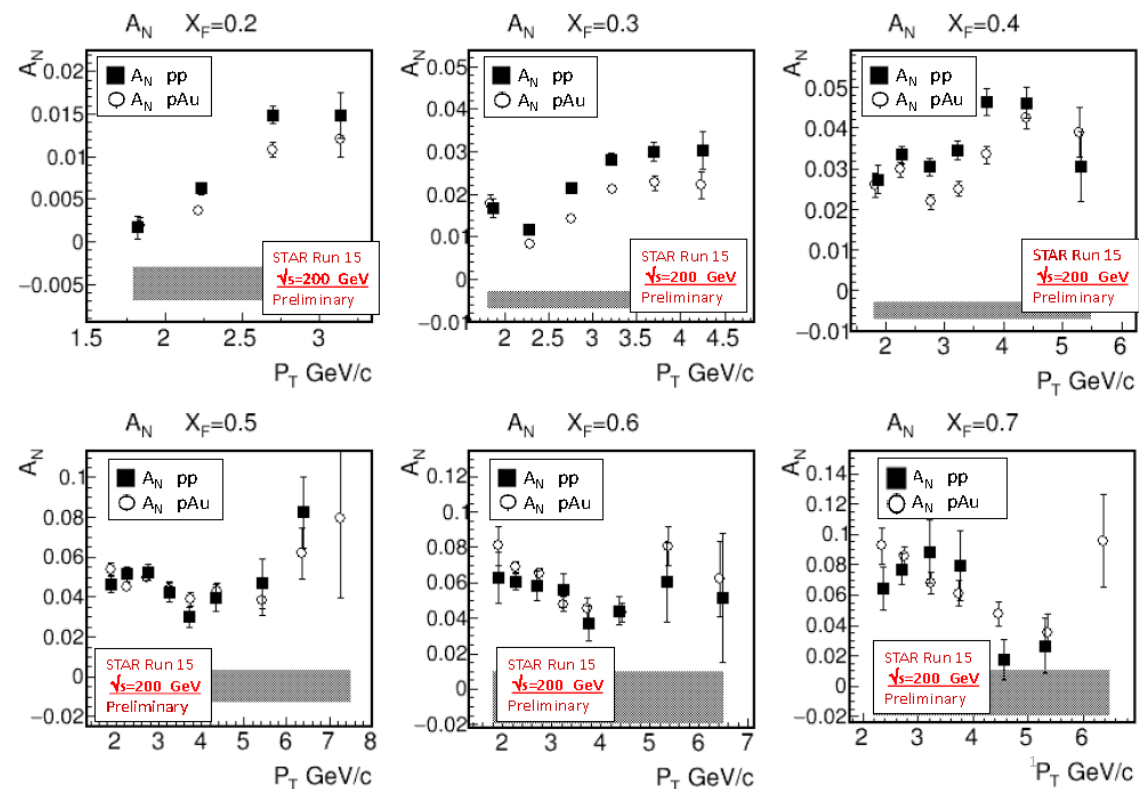 A_N X_F=0.2
A_N
0.02
0.015
0.01
0.005
0
−0.005
A_N pp
A_N pAu
STAR Run 15
√s=200 GeV
Preliminary
1.5 2 2.5 3
P_T GeV/c
A_N X_F=0.3
A_N
0.05
0.04
0.03
0.02
0.01
0
−0.01
A_N pp
A_N pAu
STAR Run 15
√s=200 GeV
Preliminary
2 2.5 3 3.5 4 4.5
P_T GeV/c
A_N X_F=0.4
A_N
0.05
0.04
0.03
0.02
0.01
0
−0.01
A_N pp
A_N pAu
STAR Run 15
√s=200 GeV
Preliminary
2 3 4 5 6
P_T GeV/c
A_N X_F=0.5
A_N
0.1
0.08
0.06
0.04
0.02
0
−0.02
A_N pp
A_N pAu
STAR Run 15
√s=200 GeV
Preliminary
2 3 4 5 6 7 8
P_T GeV/c
A_N X_F=0.6
A_N
0.12
0.1
0.08
0.06
0.04
0.02
0
−0.02
A_N pp
A_N pAu
STAR Run 15
√s=200 GeV
Preliminary
2 3 4 5 6 7
P_T GeV/c
A_N X_F=0.7
A_N
0.14
0.12
0.1
0.08
0.06
0.04
0.02
0
−0.02
A_N pp
A_N pAu
STAR Run 15
√s=200 GeV
Preliminary
2 3 4 5 6
1
P_T GeV/c